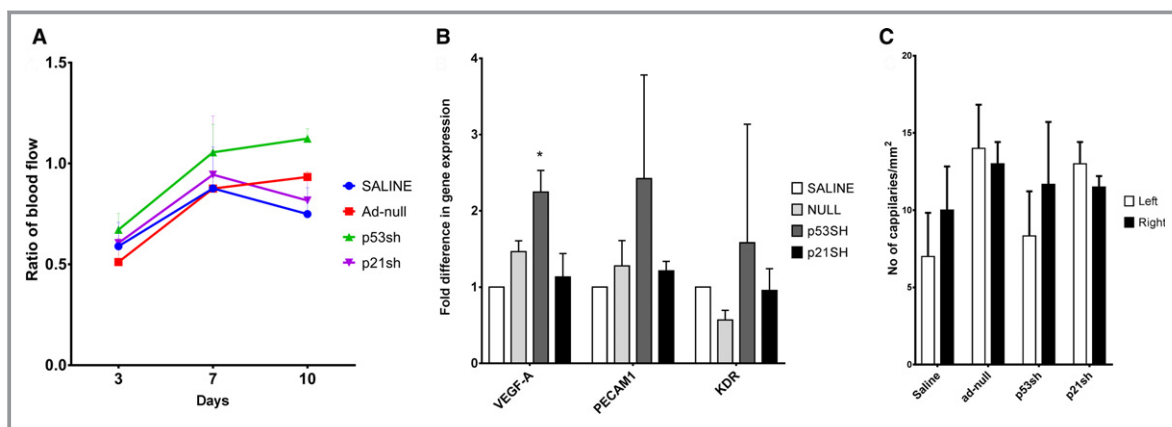 A
1.5
1.0
0.5
0.0
Ratio of blood flow
3 7 10
Days
SALINE
Ad-null
p53sh
p21sh
B
4
3
2
1
0
Fold difference in gene expression
*
VEGF-A PECAM1 KDR
SALINE
NULL
p53SH
p21SH
C
20
15
10
5
0
No of cappilaries/mm²
Saline ad-null p53sh p21sh
Left
Right